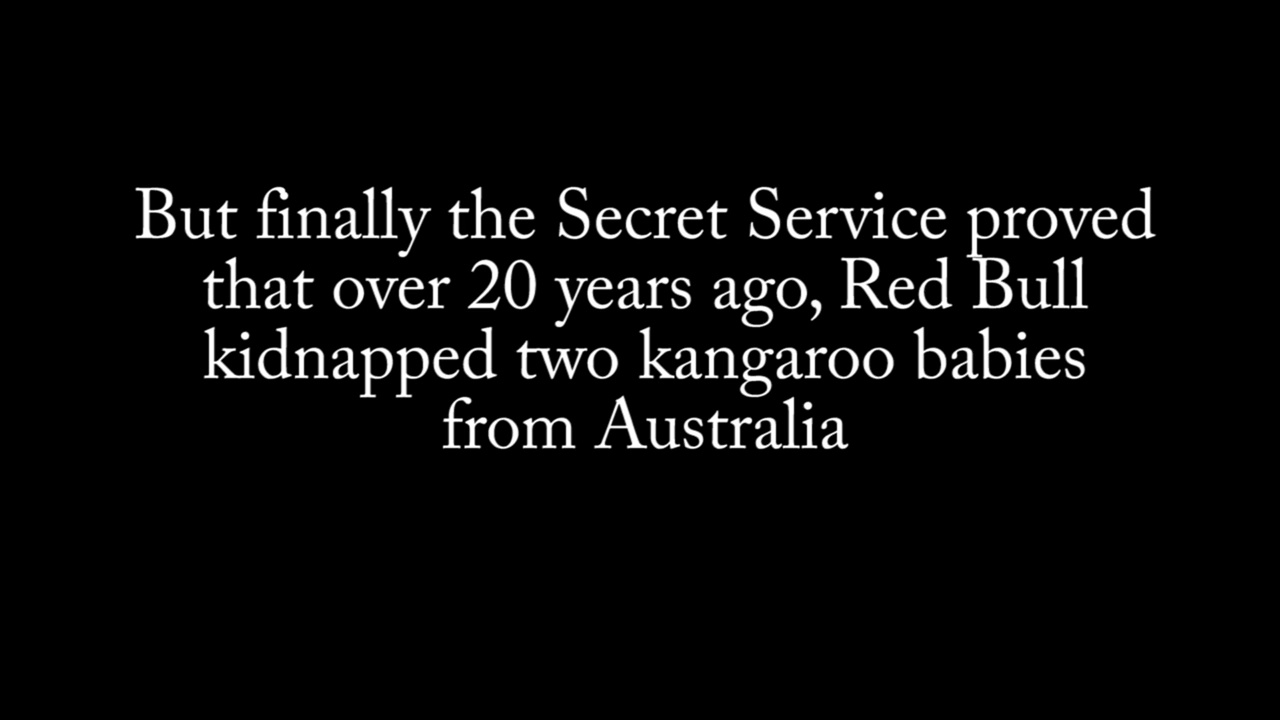 But finally the Secret Service proved
that over 20 years ago, Red Bull
kidnapped two kangaroo babies
from Australia